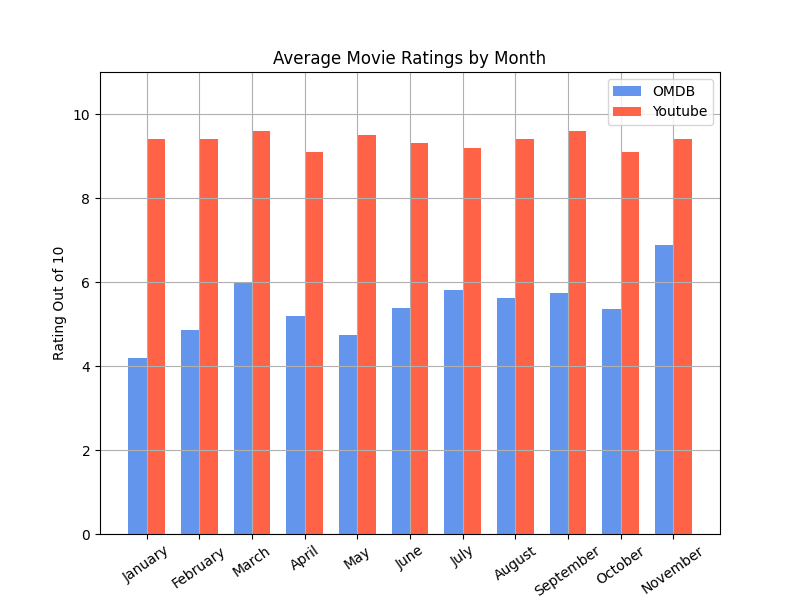 Average Movie Ratings by Month
OMDB
Youtube
Rating Out of 10
10
8
6
4
2
0
January
February
March
April
May
June
July
August
September
October
November